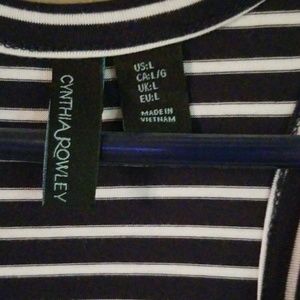 CYNTHIA ROWLEY
US:L
CA:L/G
UK:L
EU:L
MADE IN
VIETNAM